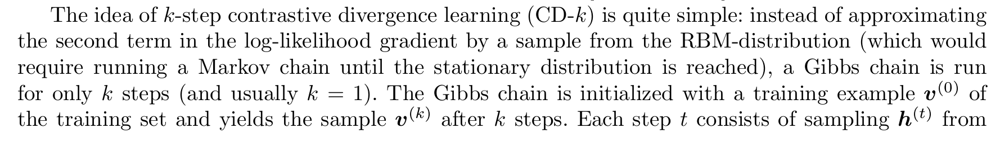 The idea of k-step contrastive divergence learning (CD-k) is quite simple: instead of approximating
the second term in the log-likelihood gradient by a sample from the RBM-distribution (which would
require running a Markov chain until the stationary distribution is reached), a Gibbs chain is run
for only k steps (and usually k = 1). The Gibbs chain is initialized with a training example v⁽⁰⁾ of
the training set and yields the sample v⁽ᵏ⁾ after k steps. Each step t consists of sampling h⁽ᵗ⁾ from